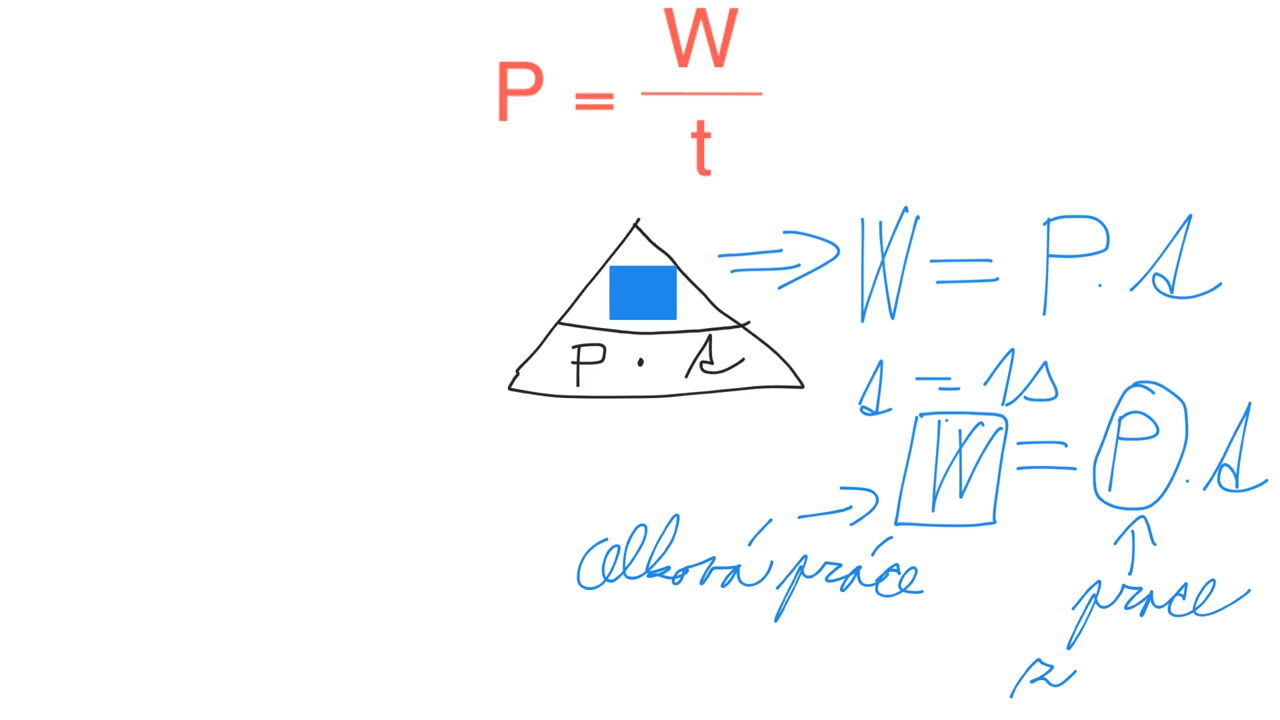 P = W / t
⇒ W = P . t
P · t
t = 1s
→ W = P . t
Celková práce
↑
práce
z